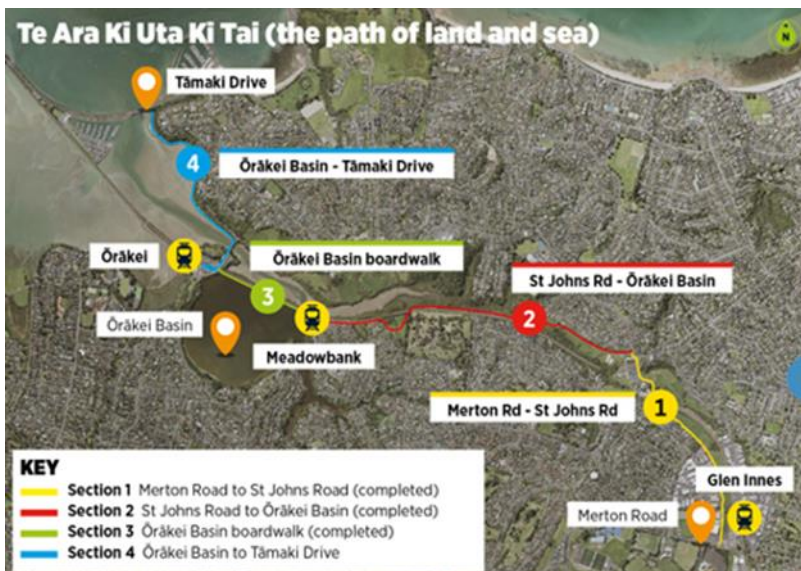 Te Ara Ki Uta Ki Tai (the path of land and sea)
N
Tāmaki Drive
4
Ōrākei Basin - Tāmaki Drive
Ōrākei
Ōrākei Basin boardwalk
3
St Johns Rd - Ōrākei Basin
2
Ōrākei Basin
Meadowbank
Merton Rd - St Johns Rd
1
Glen Innes
Merton Road
KEY
Section 1 Merton Road to St Johns Road (completed)
Section 2 St Johns Road to Ōrākei Basin (completed)
Section 3 Ōrākei Basin boardwalk (completed)
Section 4 Ōrākei Basin to Tāmaki Drive